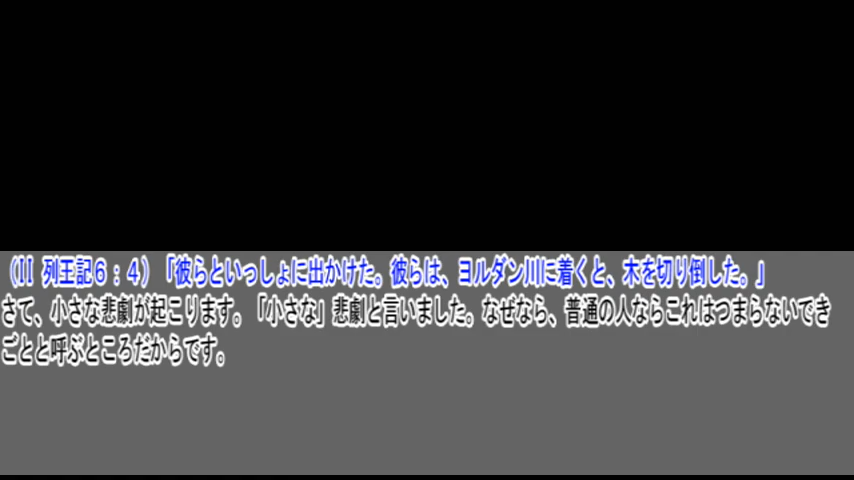 （II 列王記６：４）「彼らといっしょに出かけた。彼らは、ヨルダン川に着くと、木を切り倒した。」
さて、小さな悲劇が起こります。「小さな」悲劇と言いました。なぜなら、普通の人ならこれはつまらないでき
ごとと呼ぶところだからです。